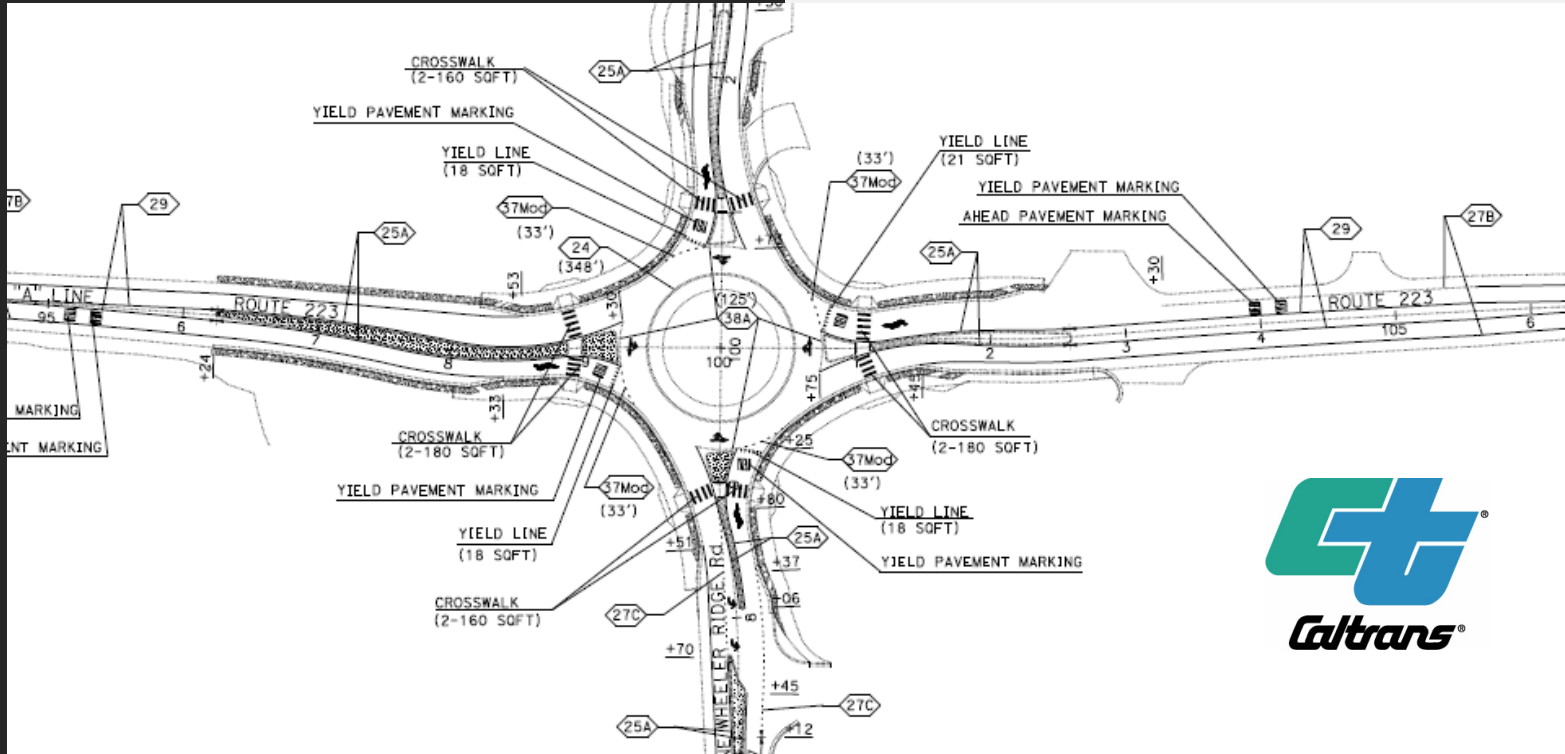 +50
CROSSWALK
(2-160 SQFT)
25A
2
YIELD PAVEMENT MARKING
YIELD LINE
(18 SQFT)
YIELD LINE
(21 SQFT)
(33')
37Mod
YIELD PAVEMENT MARKING
7B
29
37Mod
(33')
AHEAD PAVEMENT MARKING
27B
29
25A
24
(348')
25A
+53
+30
+30
"A" LINE
ROUTE 223
(125')
ROUTE 223
95
6
7
8
38A
100
100
2
3
4
105
6
+24
+75
+45
+33
MARKING
ENT MARKING
CROSSWALK
(2-180 SQFT)
CROSSWALK
(2-180 SQFT)
+25
37Mod
(33')
YIELD PAVEMENT MARKING
37Mod
(33')
+80
YIELD LINE
(18 SQFT)
YIELD LINE
(18 SQFT)
+51
25A
YIELD PAVEMENT MARKING
+37
CROSSWALK
(2-160 SQFT)
27C
+06
8
+70
WHEELER RIDGE Rd
+45
27C
25A
+12
Ct®
Caltrans®